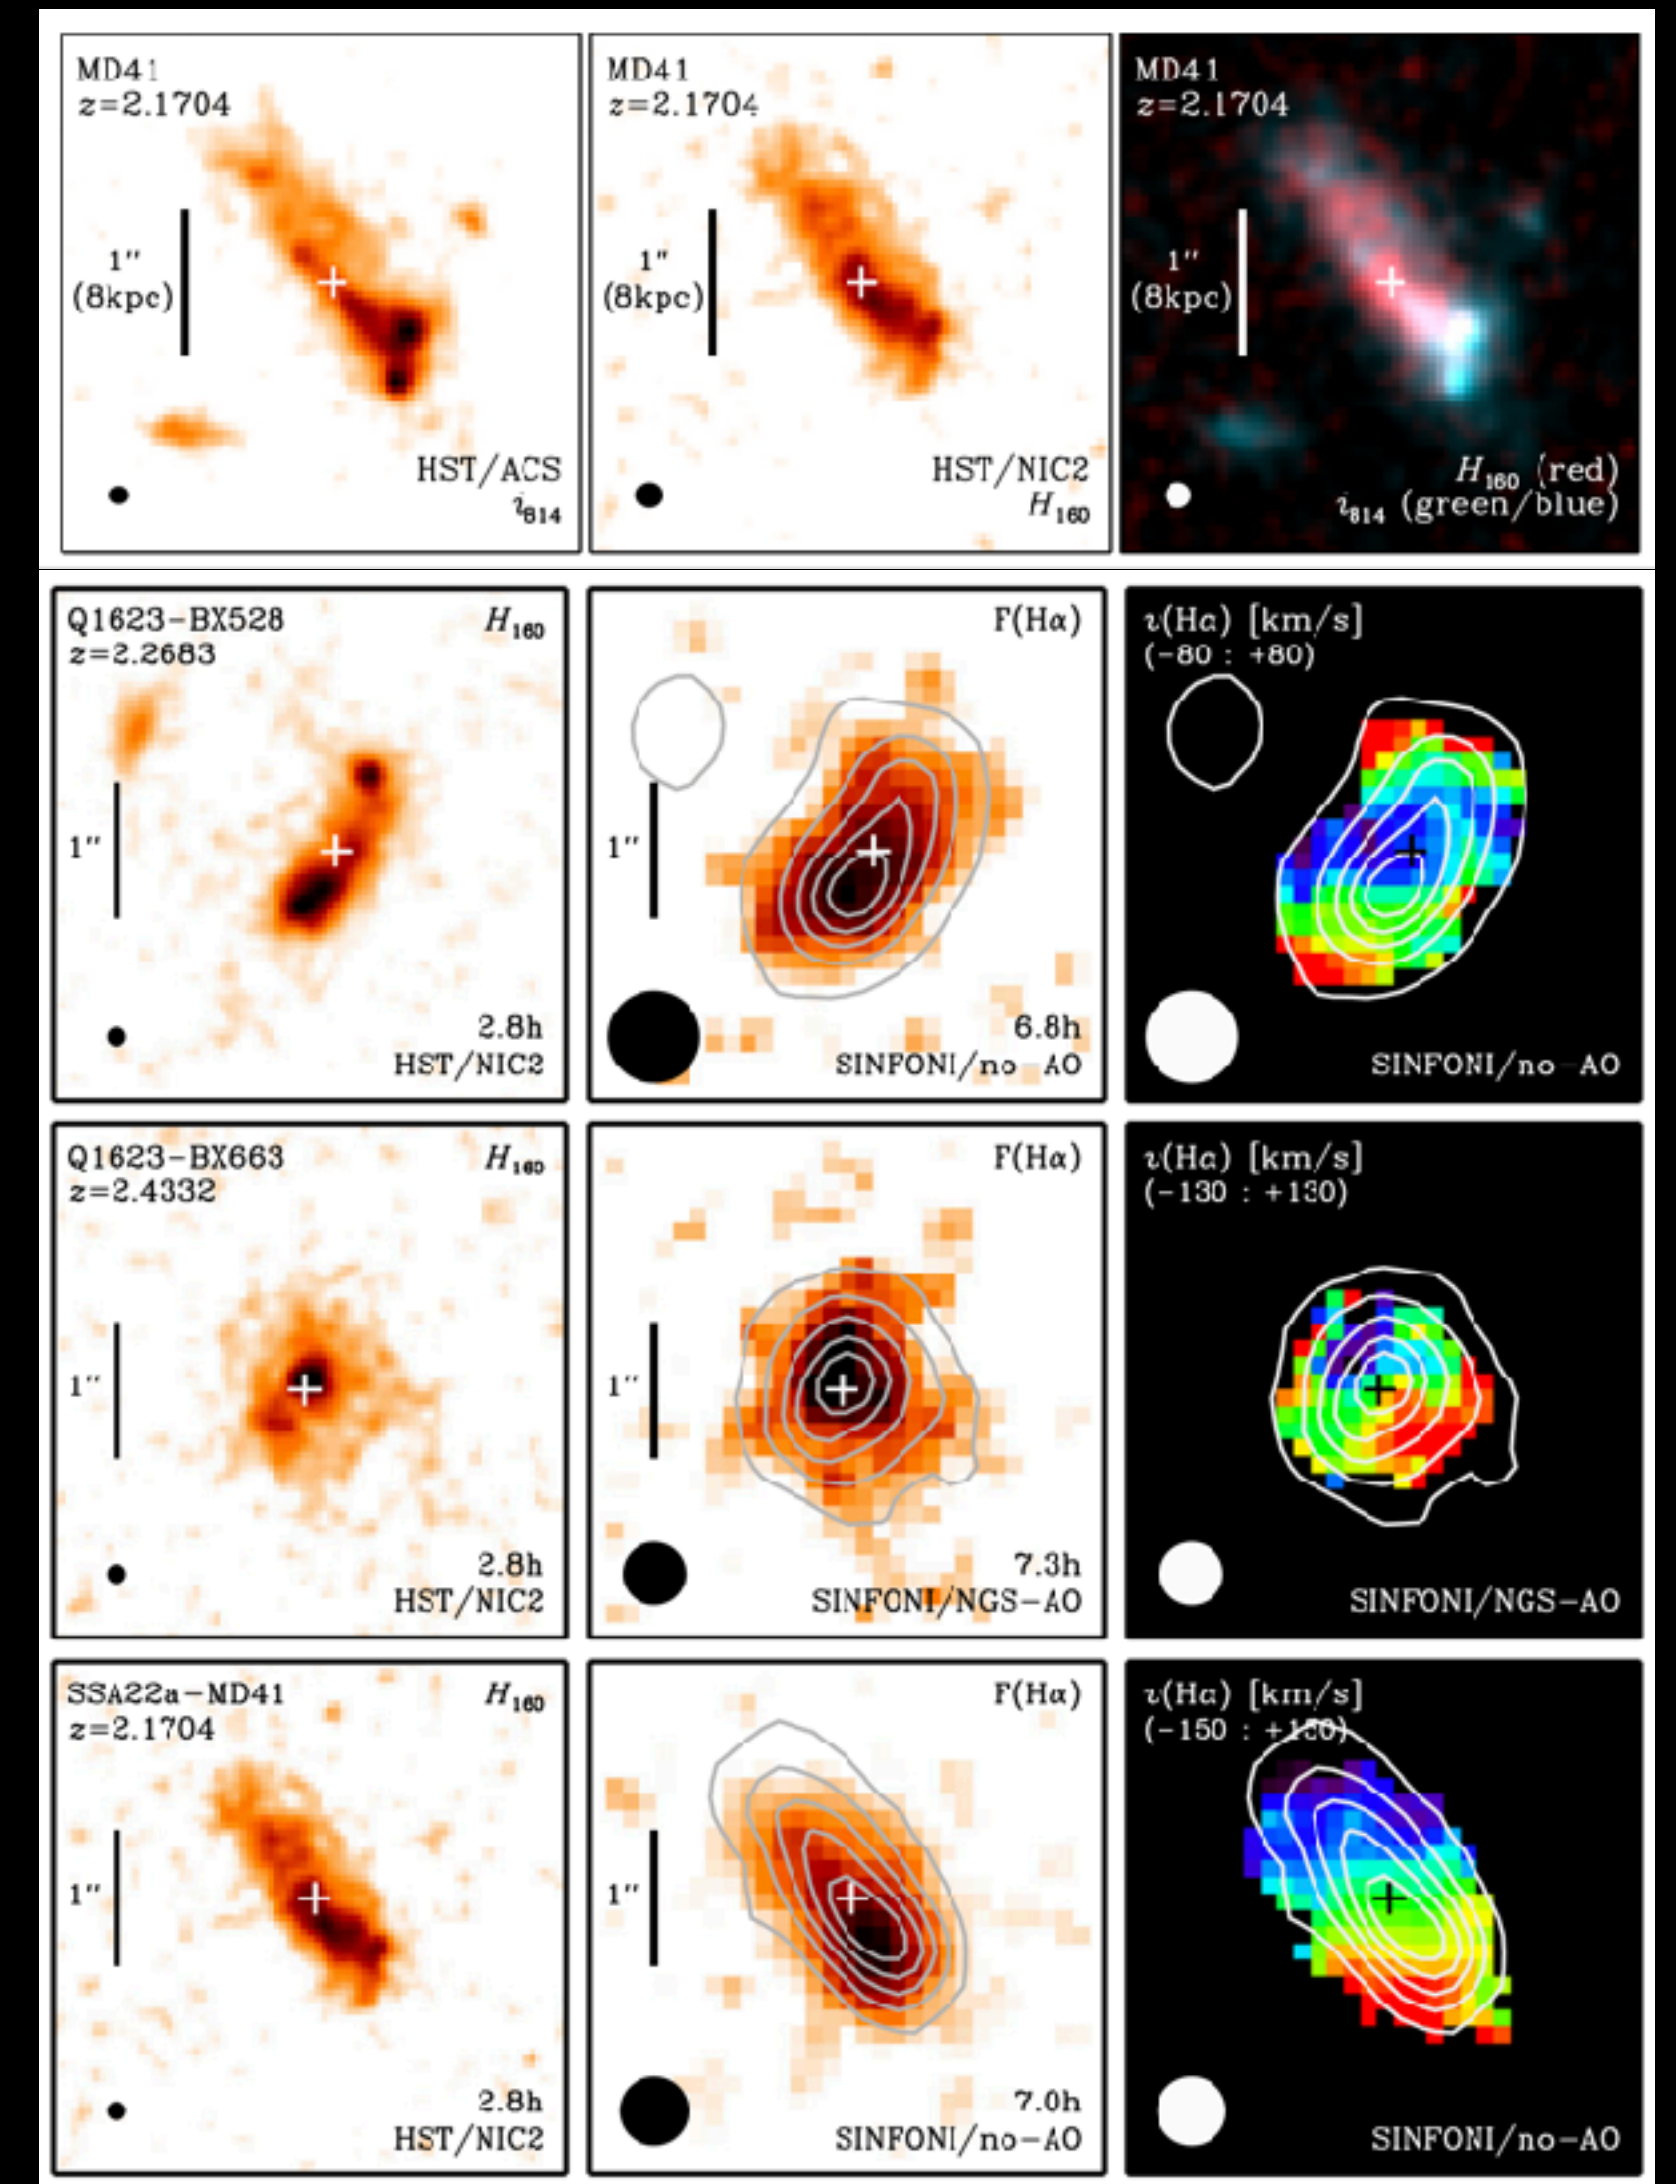 MD41
z=2.1704
1″
(8kpc)
HST/ACS
i814
MD41
z=2.1704
1″
(8kpc)
HST/NIC2
H160
MD41
z=2.1704
1″
(8kpc)
H160 (red)
i814 (green/blue)
Q1623-BX528 H160
z=2.2683
1″
2.8h
HST/NIC2
F(Hα)
1″
6.8h
SINFONI/no-AO
v(Hα) [km/s]
(-80 : +80)
SINFONI/no-AO
Q1623-BX663 H160
z=2.4332
1″
2.8h
HST/NIC2
F(Hα)
1″
7.3h
SINFONI/NGS-AO
v(Hα) [km/s]
(-130 : +130)
SINFONI/NGS-AO
SSA22a-MD41 H160
z=2.1704
1″
2.8h
HST/NIC2
F(Hα)
1″
7.0h
SINFONI/no-AO
v(Hα) [km/s]
(-150 : +150)
SINFONI/no-AO